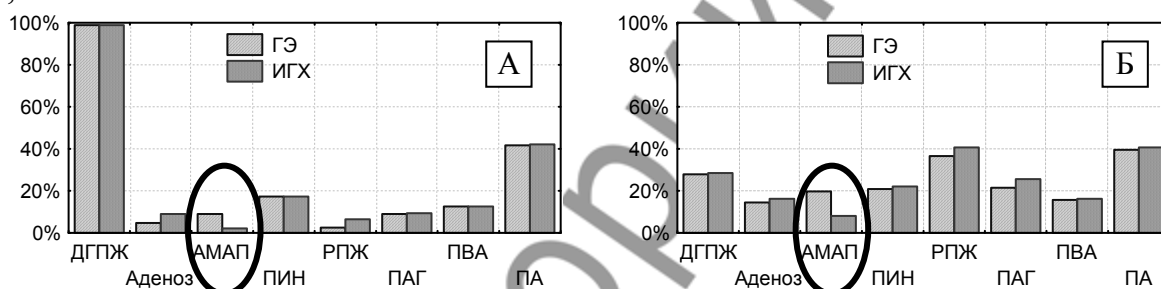 100%
80%
60%
40%
20%
0%
ГЭ
ИГХ
А
ДГПЖ
АМАП
РПЖ
ПВА
Аденоз
ПИН
ПАГ
ПА
100%
80%
60%
40%
20%
0%
ГЭ
ИГХ
Б
ДГПЖ
АМАП
РПЖ
ПВА
Аденоз
ПИН
ПАГ
ПА